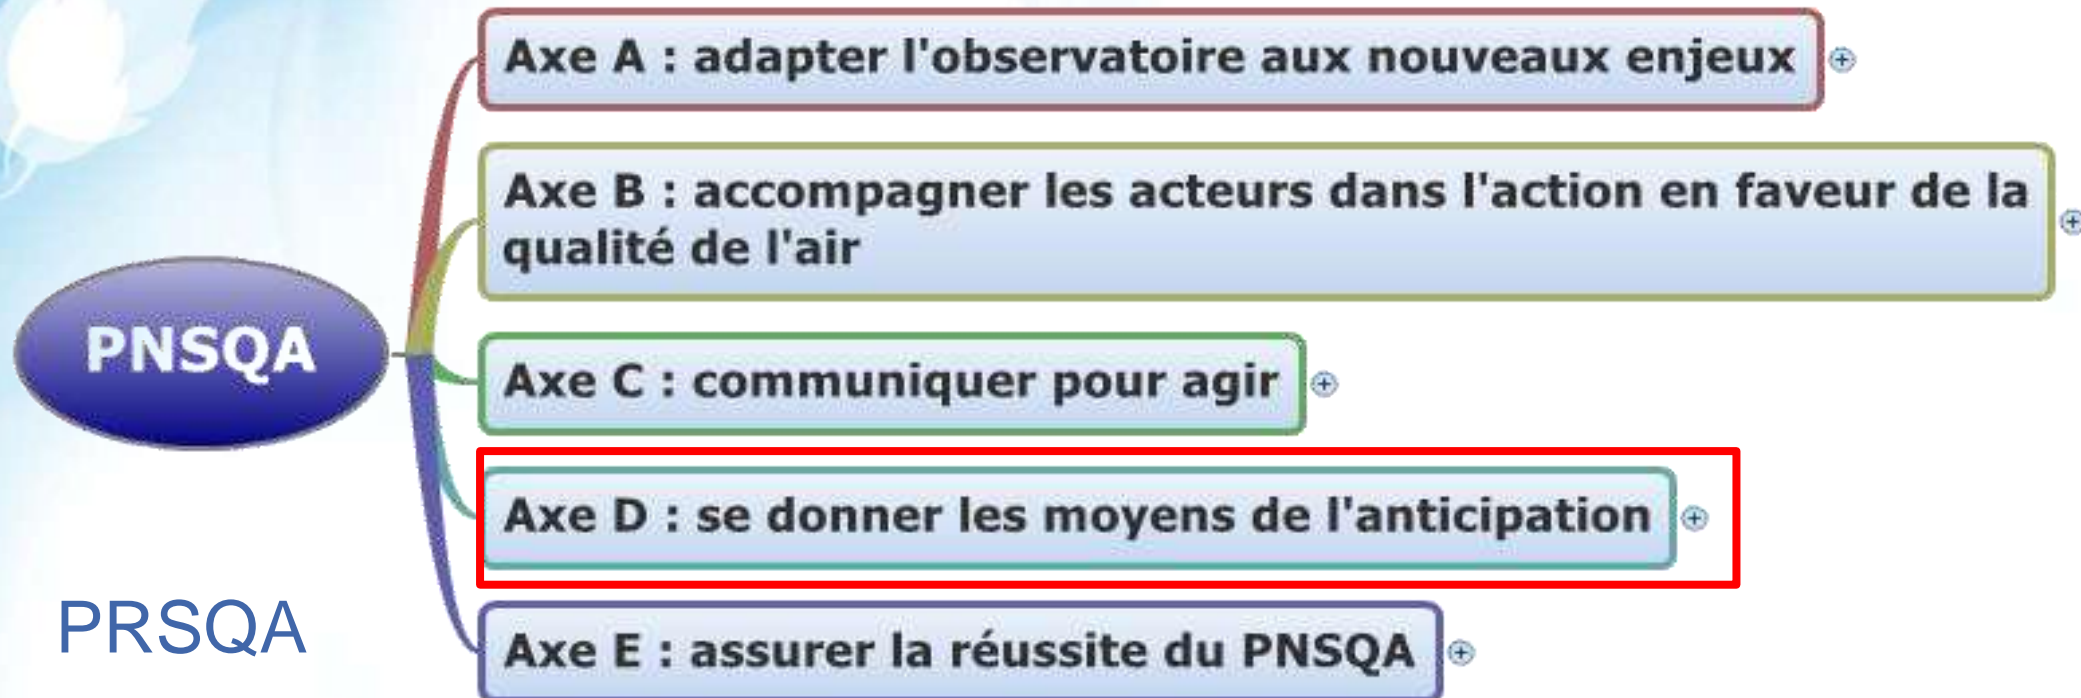 Axe A : adapter l'observatoire aux nouveaux enjeux
Axe B : accompagner les acteurs dans l'action en faveur de la
qualité de l'air
PNSQA
Axe C : communiquer pour agir
Axe D : se donner les moyens de l'anticipation
PRSQA
Axe E : assurer la réussite du PNSQA